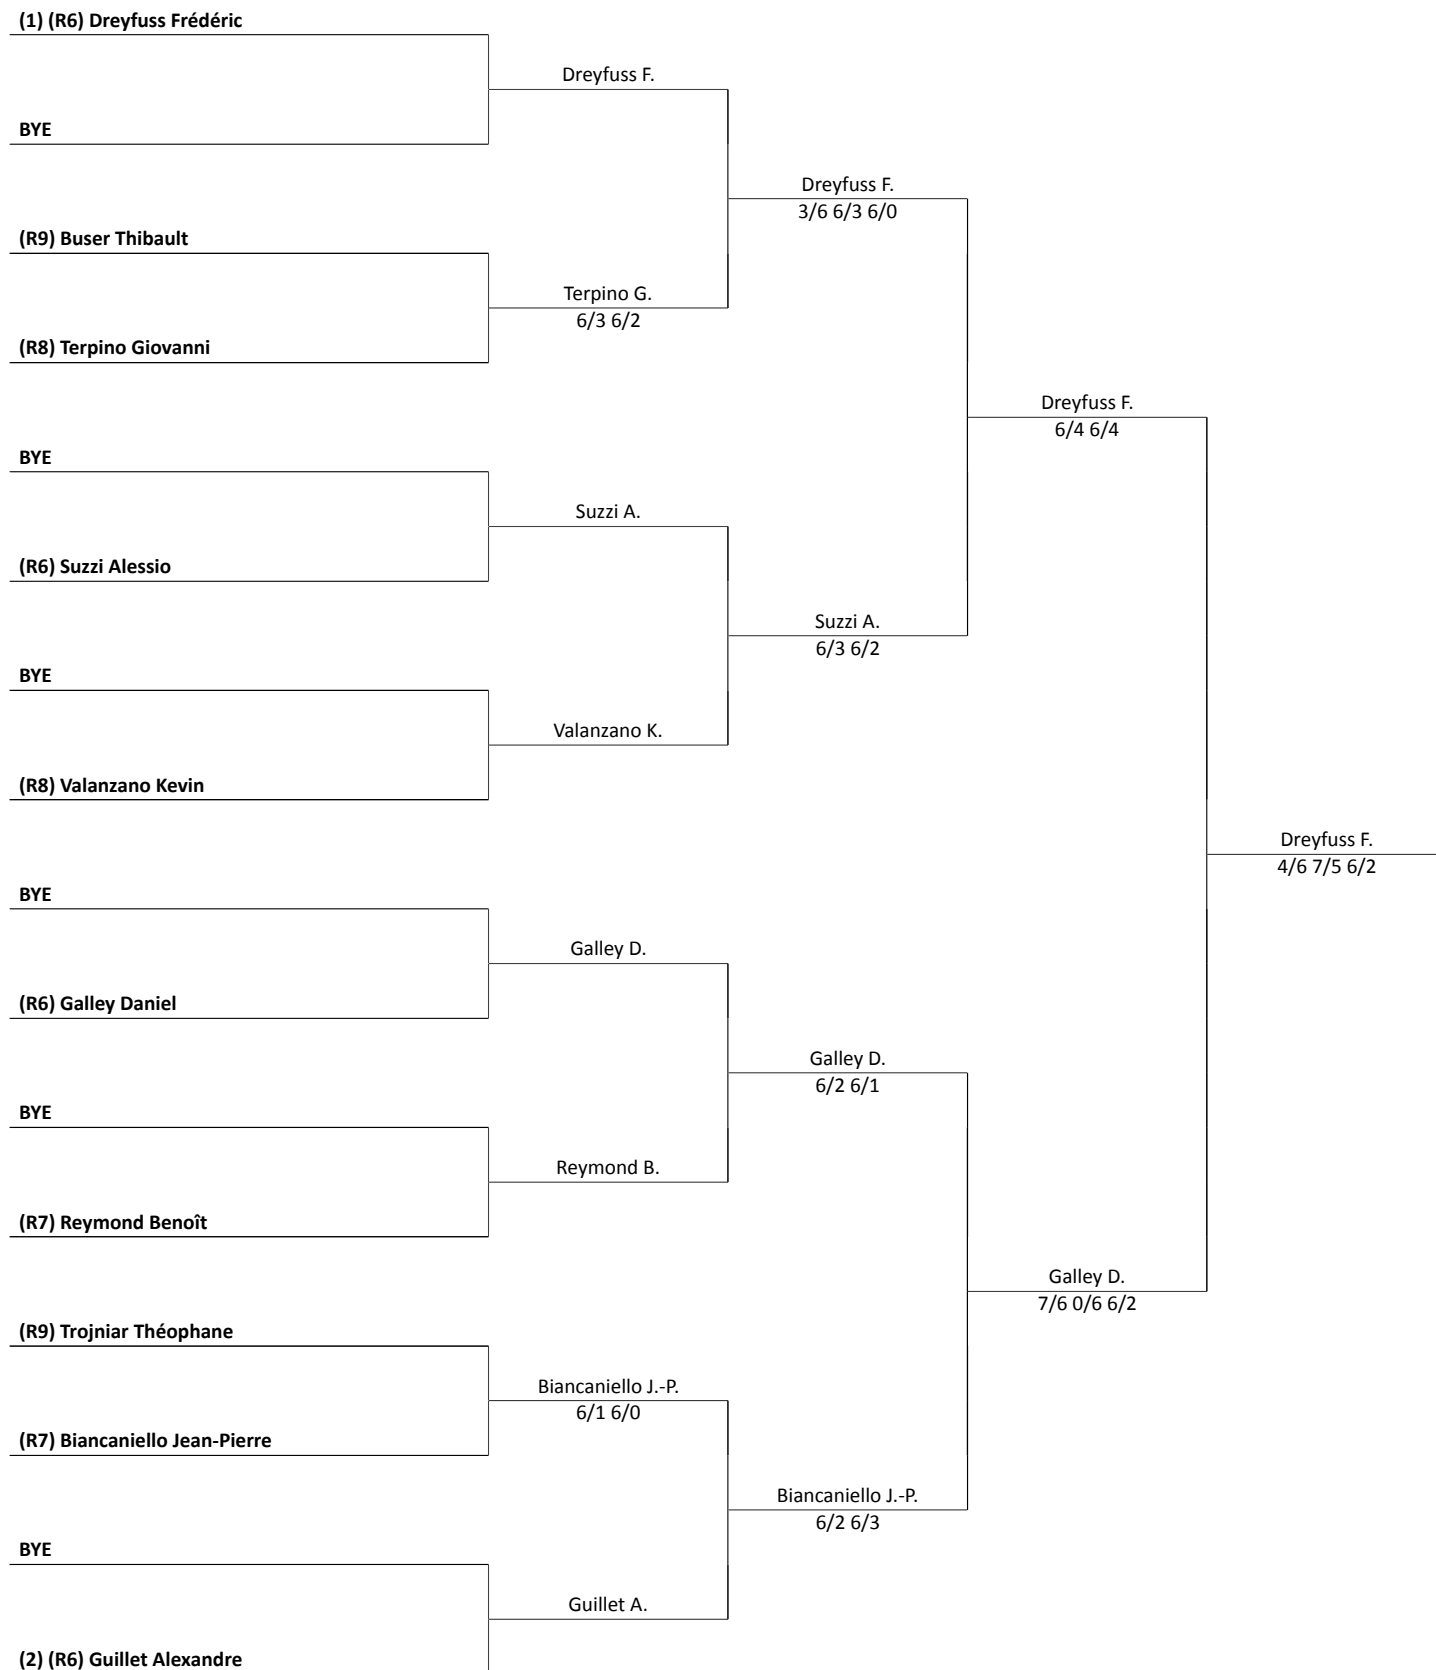 (1) (R6) Dreyfuss Frédéric
Dreyfuss F.
BYE
Dreyfuss F.
3/6 6/3 6/0
(R9) Buser Thibault
Terpino G.
6/3 6/2
(R8) Terpino Giovanni
Dreyfuss F.
6/4 6/4
BYE
Suzzi A.
(R6) Suzzi Alessio
Suzzi A.
6/3 6/2
BYE
Valanzano K.
(R8) Valanzano Kevin
Dreyfuss F.
4/6 7/5 6/2
BYE
Galley D.
(R6) Galley Daniel
Galley D.
6/2 6/1
BYE
Reymond B.
(R7) Reymond Benoît
Galley D.
7/6 0/6 6/2
(R9) Trojniar Théophane
Biancaniello J.-P.
6/1 6/0
(R7) Biancaniello Jean-Pierre
Biancaniello J.-P.
6/2 6/3
BYE
Guillet A.
(2) (R6) Guillet Alexandre